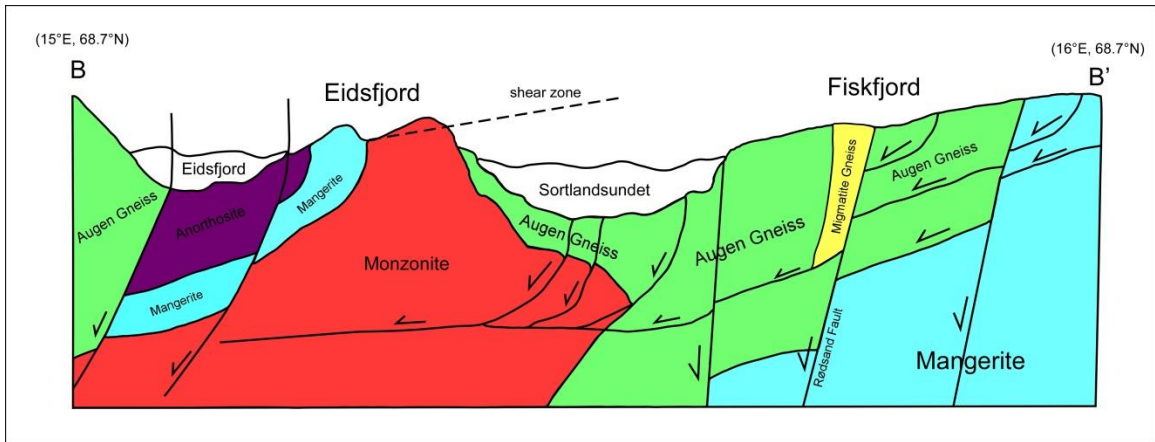 (15°E, 68.7°N)
(16°E, 68.7°N)
B
B'
Eidsfjord
shear zone
Fiskfjord
Eidsfjord
Sortlandsundet
Augen Gneiss
Anorthosite
Mangerite
Mangerite
Monzonite
Augen Gneiss
Augen Gneiss
Migmatite Gneiss
Augen Gneiss
Rødsand Fault
Mangerite